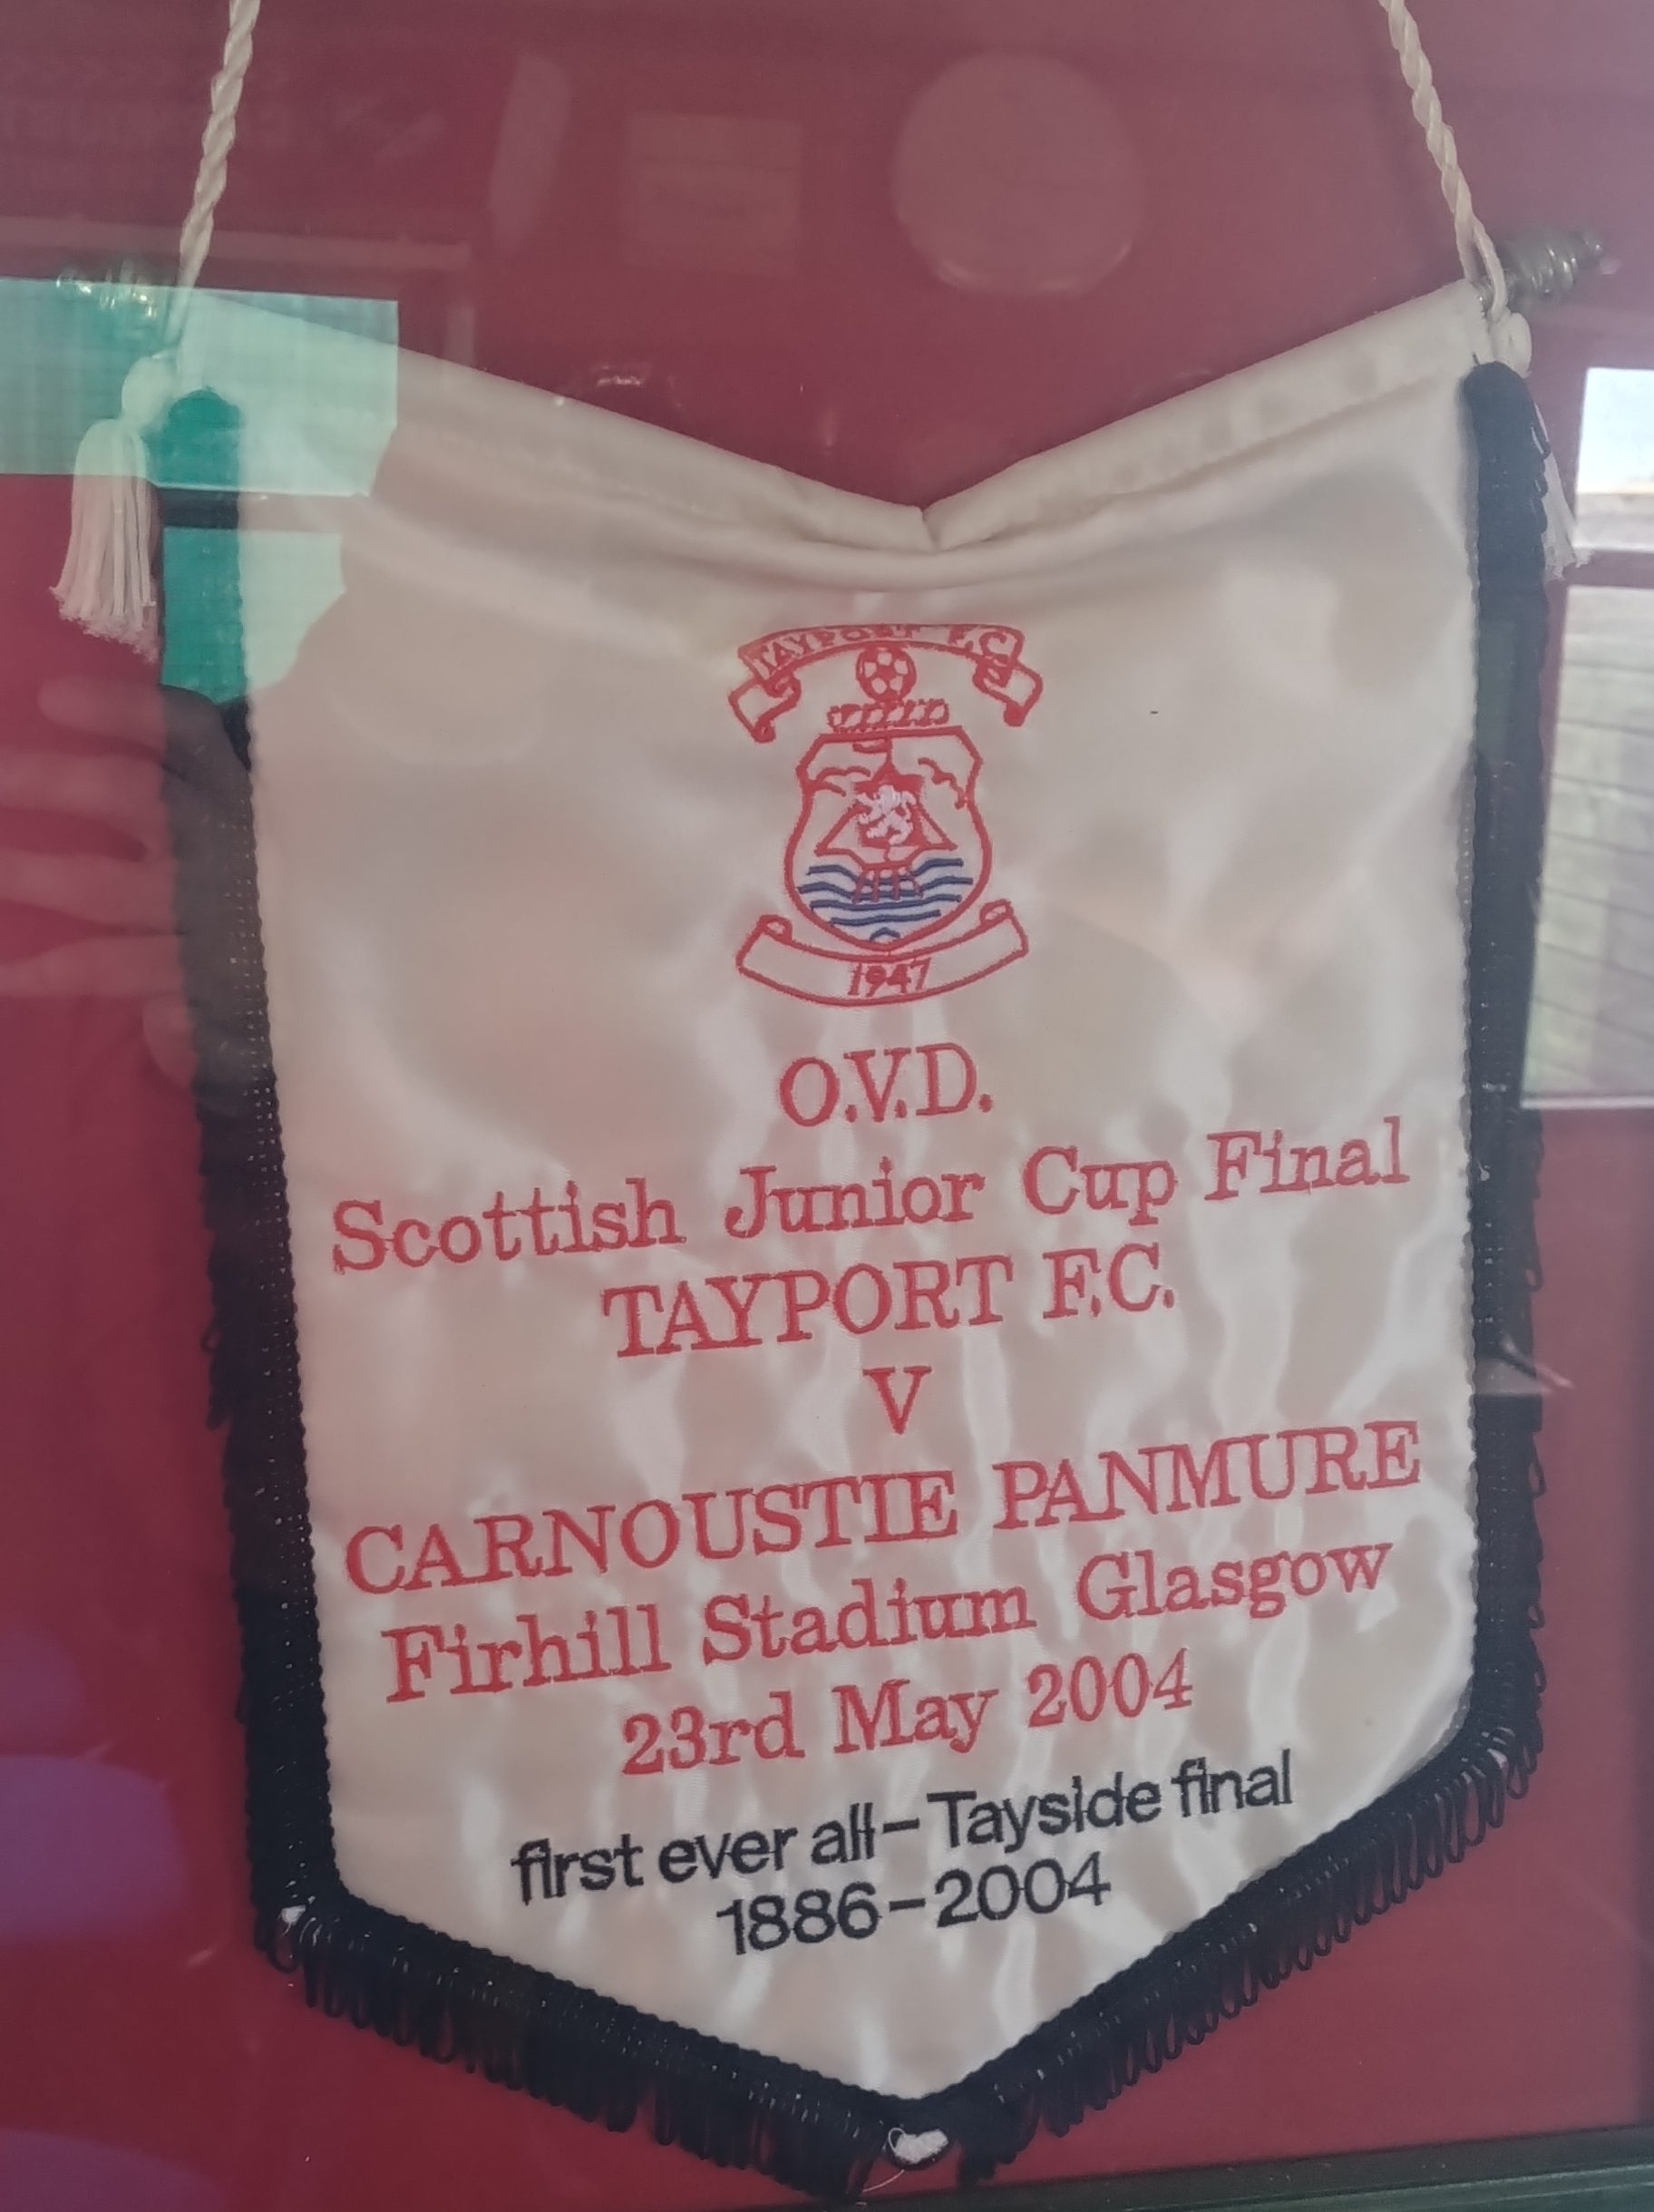 TAYPORT F.C.
1947
O.V.D.
Scottish Junior Cup Final
TAYPORT F.C.
V
CARNOUSTIE PANMURE
Firhill Stadium Glasgow
23rd May 2004
first ever all-Tayside final
1886-2004